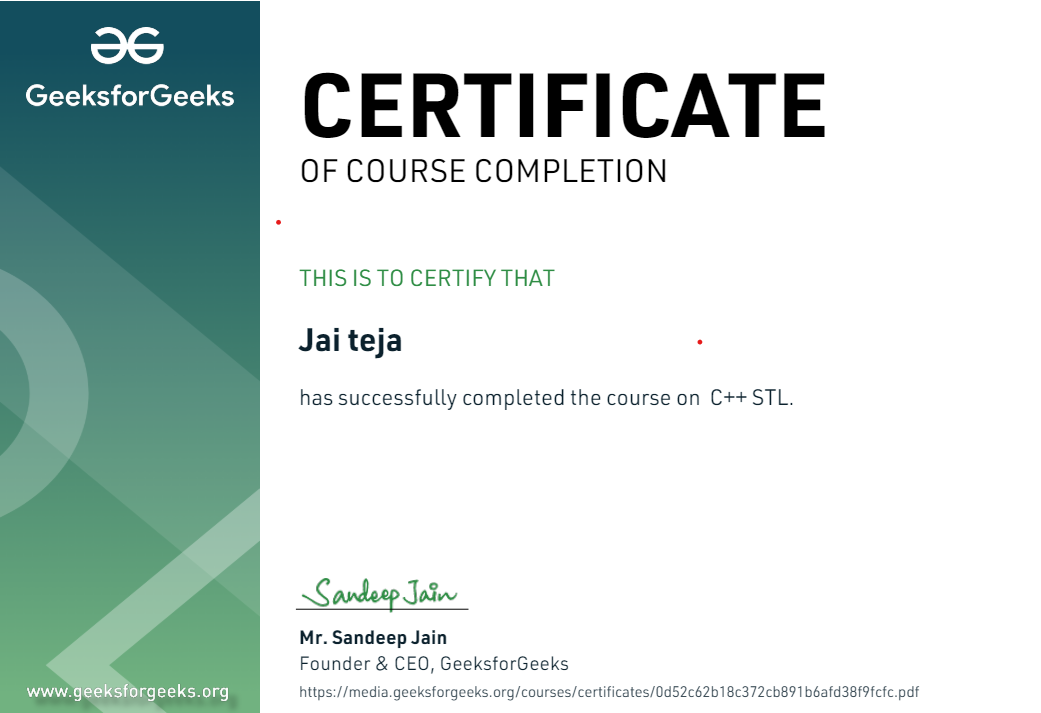 GeeksforGeeks
CERTIFICATE
OF COURSE COMPLETION
THIS IS TO CERTIFY THAT
Jai teja
has successfully completed the course on C++ STL.
Sandeep Jain
Mr. Sandeep Jain
Founder & CEO, GeeksforGeeks
https://media.geeksforgeeks.org/courses/certificates/0d52c62b18c372cb891b6afd38f9fcfc.pdf
www.geeksforgeeks.org